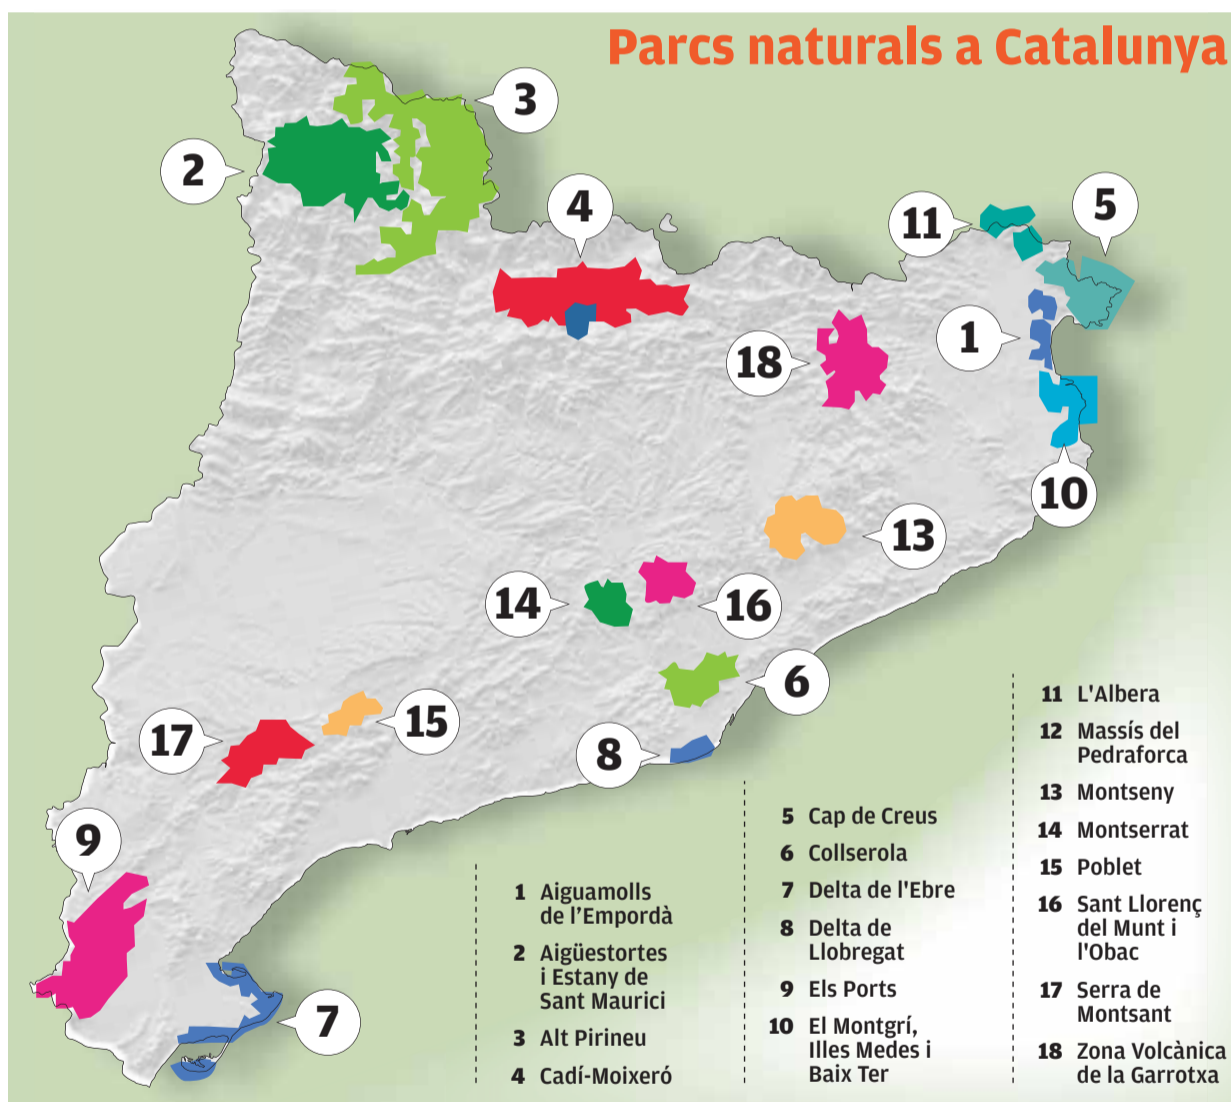 Parcs naturals a Catalunya
3
2
4
11
5
1
18
10
13
14
16
6
15
17
8
9
7
1 Aiguamolls
de l’Empordà
2 Aigüestortes
i Estany de
Sant Maurici
3 Alt Pirineu
4 Cadí-Moixeró
5 Cap de Creus
6 Collserola
7 Delta de l'Ebre
8 Delta de
Llobregat
9 Els Ports
10 El Montgrí,
Illes Medes i
Baix Ter
11 L'Albera
12 Massís del
Pedraforca
13 Montseny
14 Montserrat
15 Poblet
16 Sant Llorenç
del Munt i
l'Obac
17 Serra de
Montsant
18 Zona Volcànica
de la Garrotxa